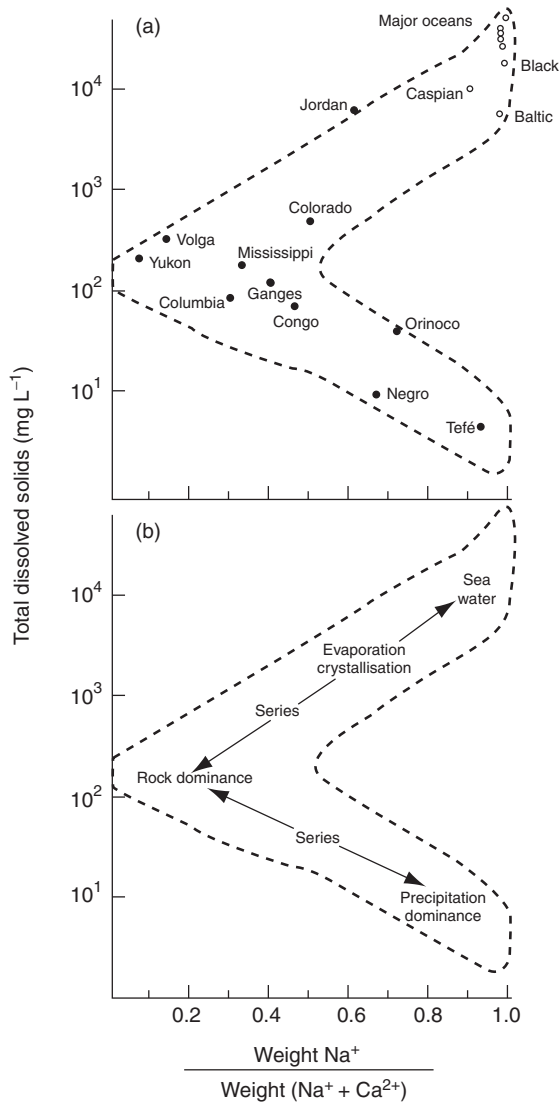 (a)
Major oceans
10⁴
Black
Caspian
Jordan
Baltic
10³
Colorado
Volga
Mississippi
Yukon
10²
Columbia
Ganges
Congo
Orinoco
10¹
Negro
Tefé
Total dissolved solids (mg L⁻¹)
(b)
10⁴
Sea
water
Evaporation
crystallisation
10³
Series
Rock dominance
10²
Series
10¹
Precipitation
dominance
0.2 0.4 0.6 0.8 1.0
Weight Na⁺
Weight (Na⁺ + Ca²⁺)